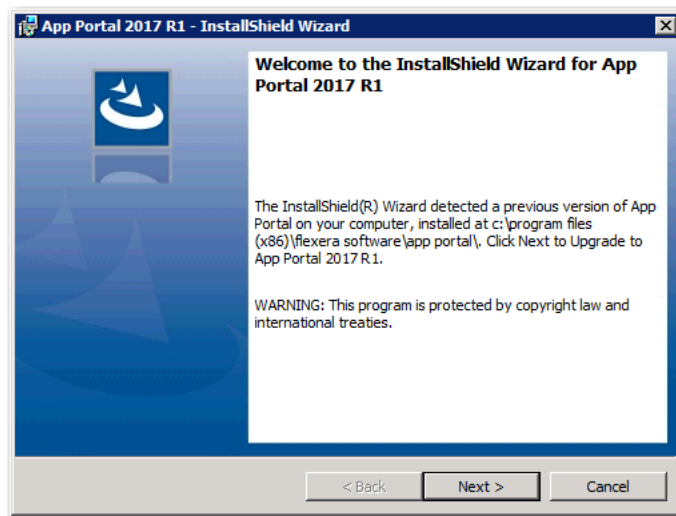 App Portal 2017 R1 - InstallShield Wizard
Welcome to the InstallShield Wizard for App
Portal 2017 R1
The InstallShield(R) Wizard detected a previous version of App
Portal on your computer, installed at c:\program files
(x86)\flexera software\app portal\. Click Next to Upgrade to
App Portal 2017 R1.
WARNING: This program is protected by copyright law and
international treaties.
< Back
Next >
Cancel